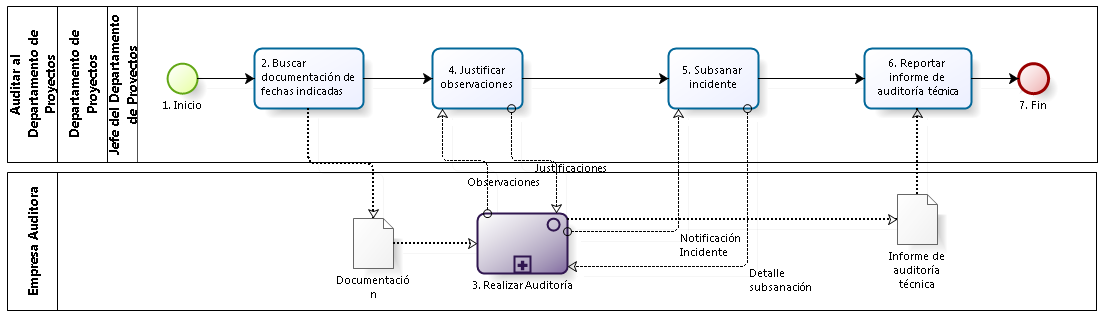 Auditar al
Departamento de
Proyectos
Departamento de
Proyectos
Jefe del Departamento
de Proyectos
1. Inicio
2. Buscar
documentación de
fechas indicadas
4. Justificar
observaciones
5. Subsanar
incidente
6. Reportar
informe de
auditoría técnica
7. Fin
Justificaciones
Observaciones
Empresa Auditora
Documentació
n
3. Realizar Auditoría
Notificación
Incidente
Detalle
subsanación
Informe de
auditoría
técnica